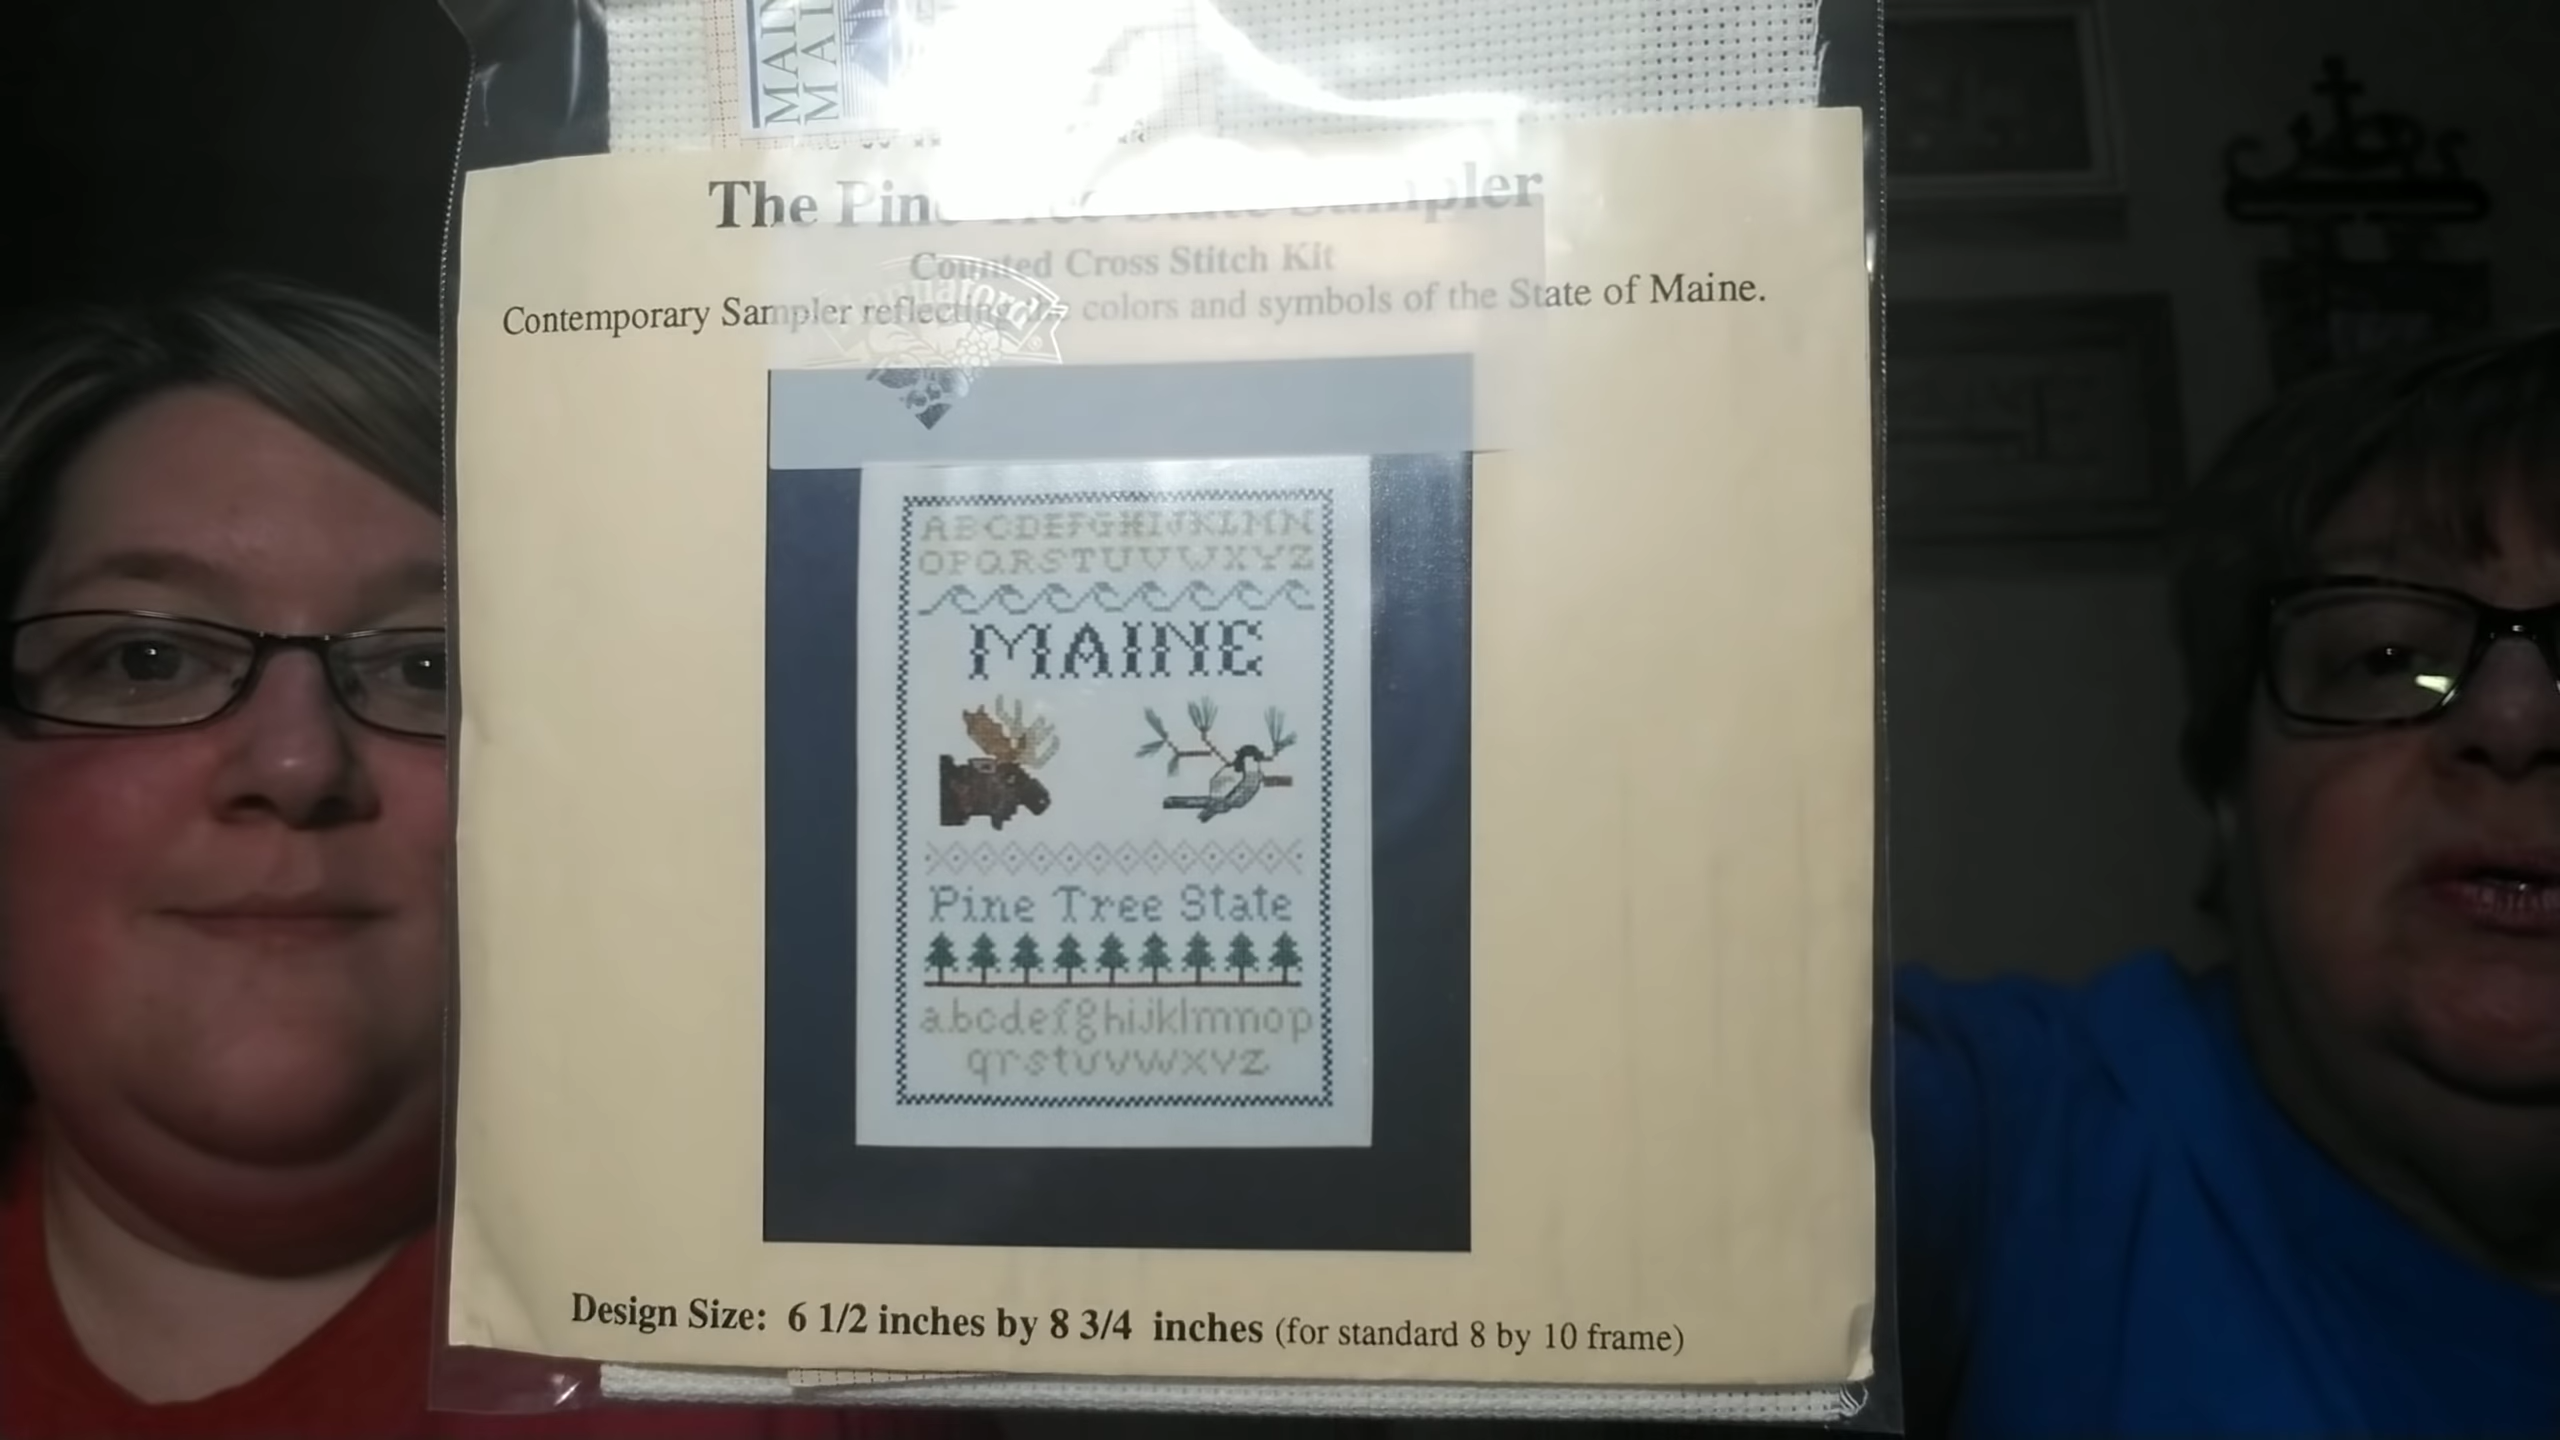 MAIN
MAI
The Pine Tree State Sampler
Counted Cross Stitch Kit
Contemporary Sampler reflecting the colors and symbols of the State of Maine.
ABCDEFGHIJKLMN
OPQRSTUVWXYZ
MAINE
Pine Tree State
abcdefghijklmnop
qrstuvwxyz
Design Size: 6 1/2 inches by 8 3/4 inches (for standard 8 by 10 frame)